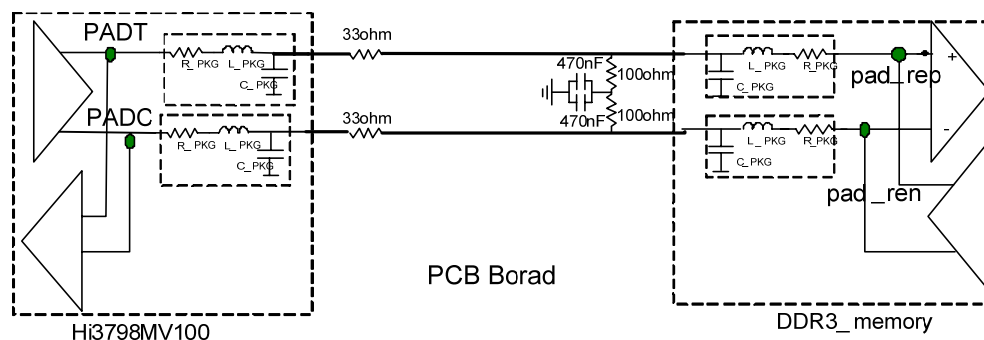 PADT
33ohm
R_PKG L_PKG
C_PKG
470nF
100ohm
L_PKG R_PKG
C_PKG
pad_rep
+
PADC
33ohm
R_PKG L_PKG
C_PKG
470nF
100ohm
L_PKG R_PKG
C_PKG
-
pad_ren
PCB Borad
Hi3798MV100
DDR3_memory